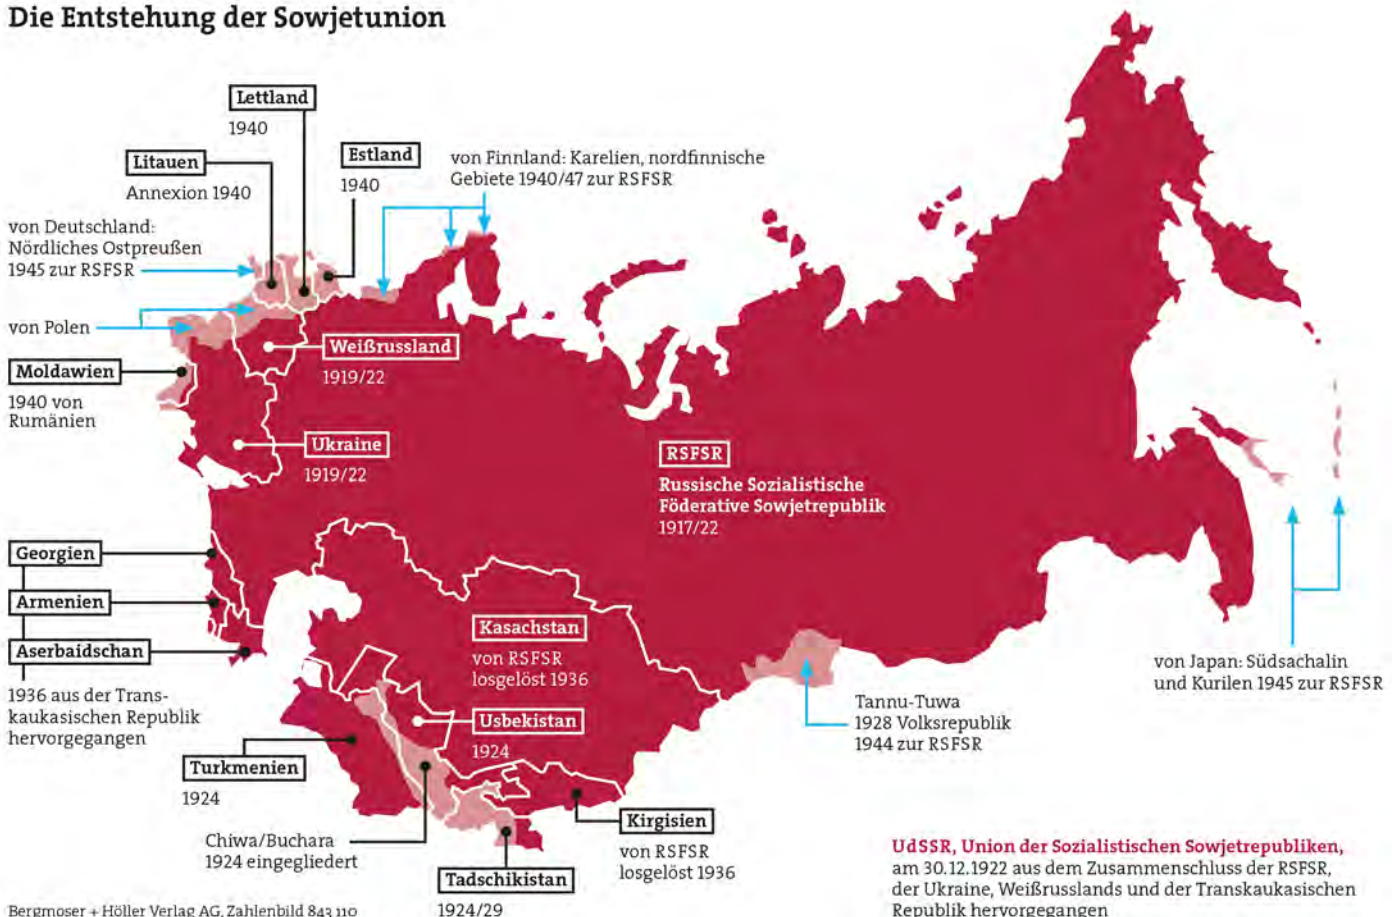 Die Entstehung der Sowjetunion
Lettland
1940
Litauen
Annexion 1940
Estland
1940
von Finnland: Karelien, nordfinnische
Gebiete 1940/47 zur RSFSR
von Deutschland:
Nördliches Ostpreußen
1945 zur RSFSR
von Polen
Weißrussland
1919/22
Moldawien
1940 von
Rumänien
Ukraine
1919/22
RSFSR
Russische Sozialistische
Föderative Sowjetrepublik
1917/22
Georgien
Armenien
Aserbaidschan
1936 aus der Trans-
kaukasischen Republik
hervorgegangen
Kasachstan
von RSFSR
losgelöst 1936
Usbekistan
1924
Turkmenien
1924
Chiwa/Buchara
1924 eingegliedert
Tadschikistan
1924/29
Kirgisien
von RSFSR
losgelöst 1936
Tannu-Tuwa
1928 Volksrepublik
1944 zur RSFSR
von Japan: Südsachalin
und Kurilen 1945 zur RSFSR
UdSSR, Union der Sozialistischen Sowjetrepubliken,
am 30.12.1922 aus dem Zusammenschluss der RSFSR,
der Ukraine, Weißrusslands und der Transkaukasischen
Republik hervorgegangen
Bergmoser + Höller Verlag AG, Zahlenbild 843 110